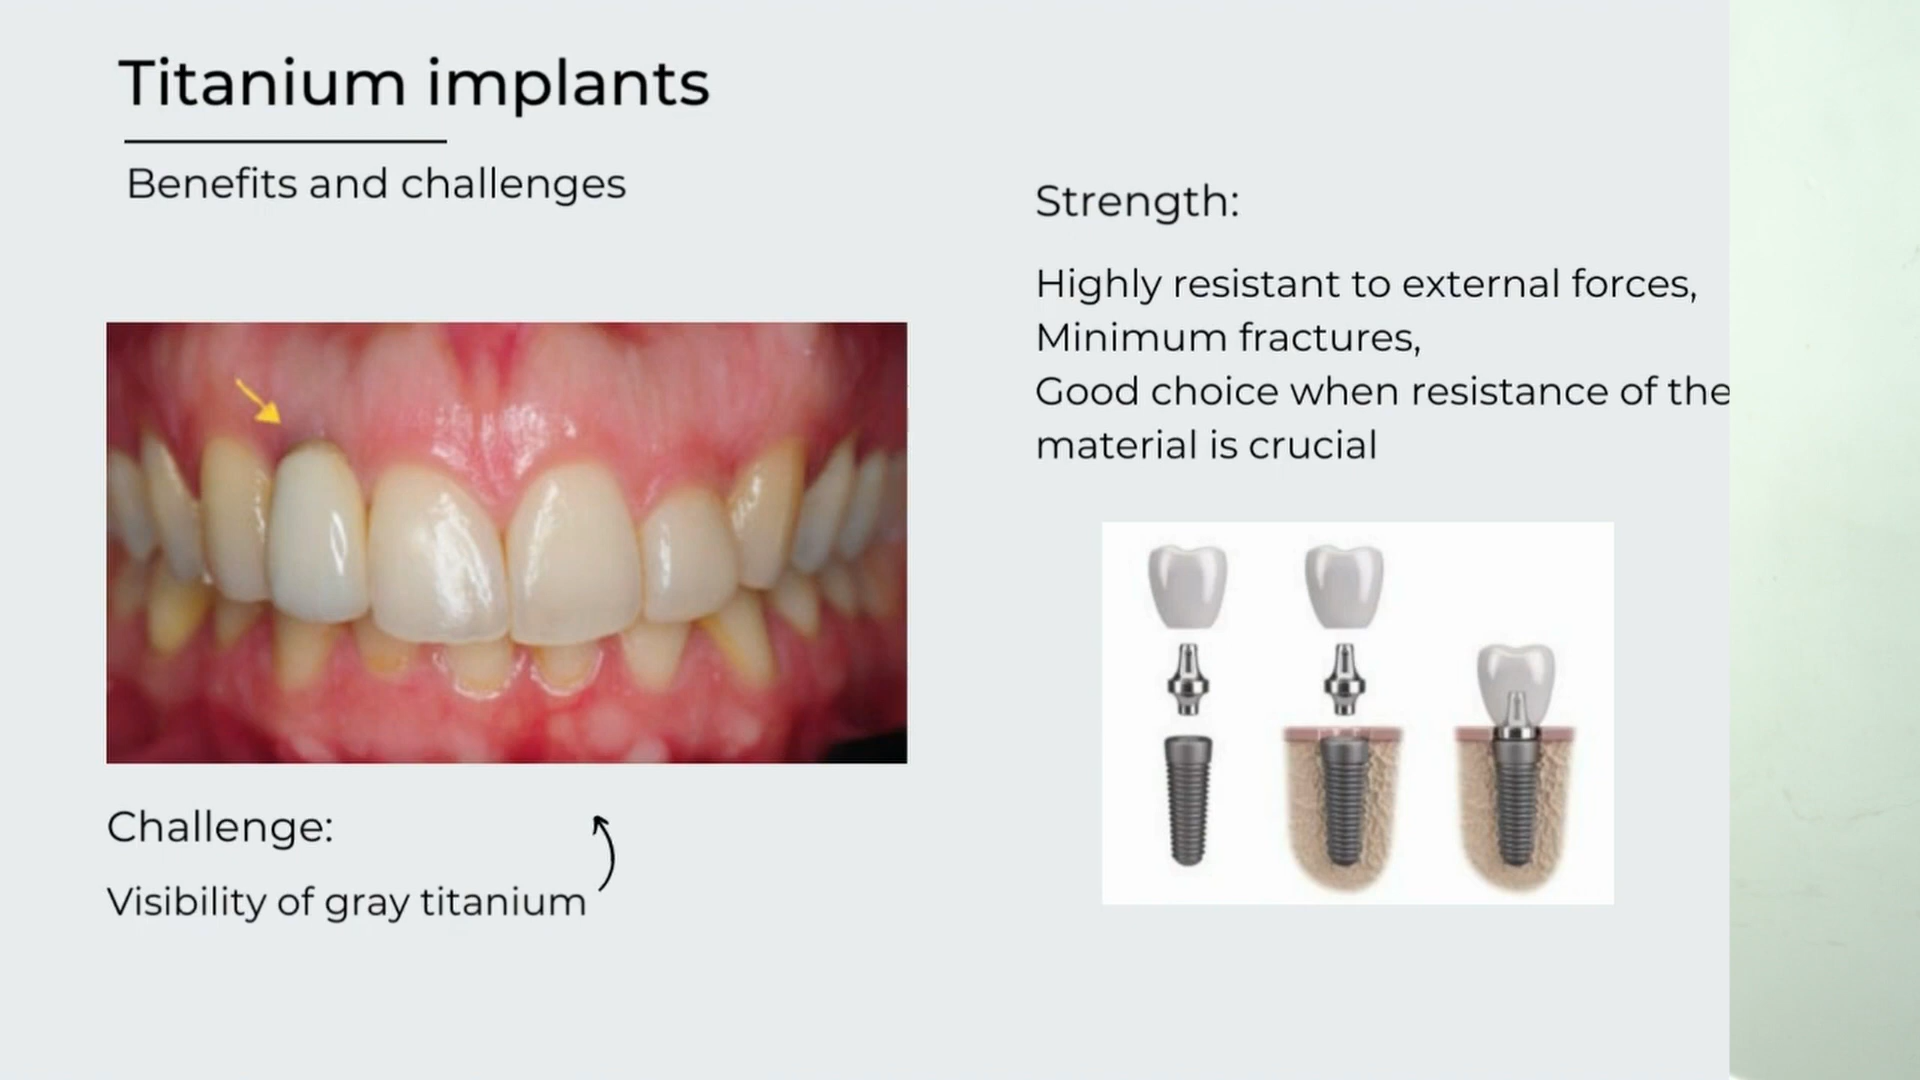 Titanium implants
Benefits and challenges
Strength:
Highly resistant to external forces,
Minimum fractures,
Good choice when resistance of the
material is crucial
Challenge:
Visibility of gray titanium